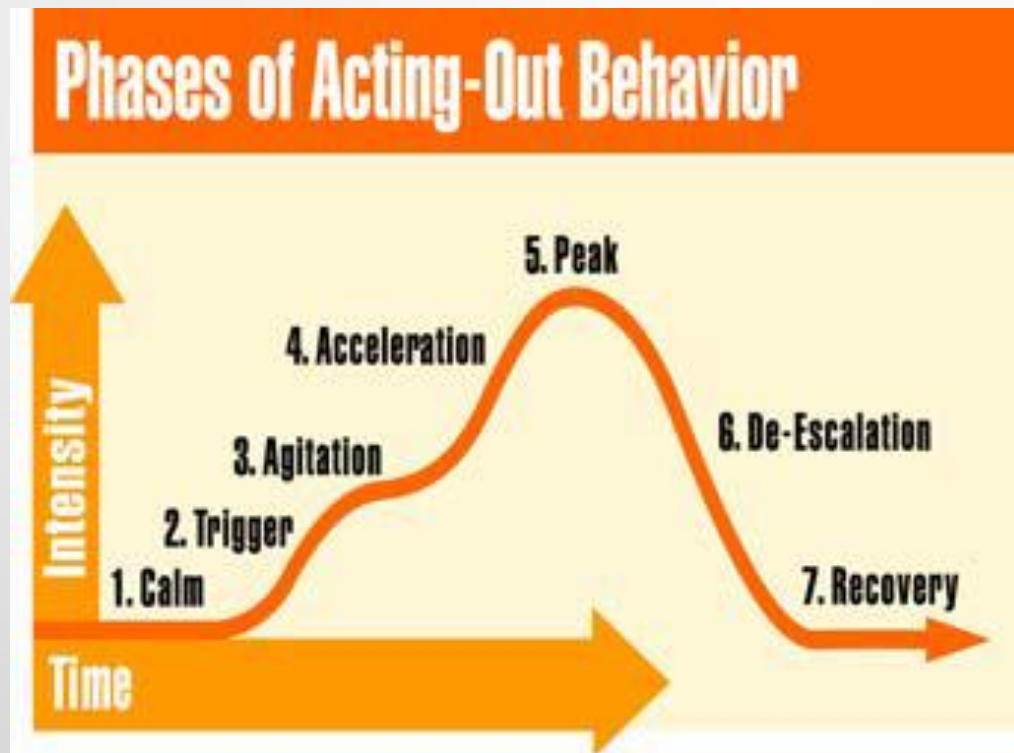 Phases of Acting-Out Behavior
5. Peak
4. Acceleration
3. Agitation
6. De-Escalation
2. Trigger
1. Calm
7. Recovery
Intensity
Time